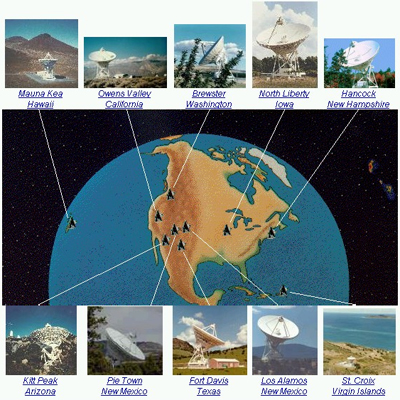 Mauna Kea
Hawaii
Owens Valley
California
Brewster
Washington
North Liberty
Iowa
Hancock
New Hampshire
Kitt Peak
Arizona
Pie Town
New Mexico
Fort Davis
Texas
Los Alamos
New Mexico
St. Croix
Virgin Islands